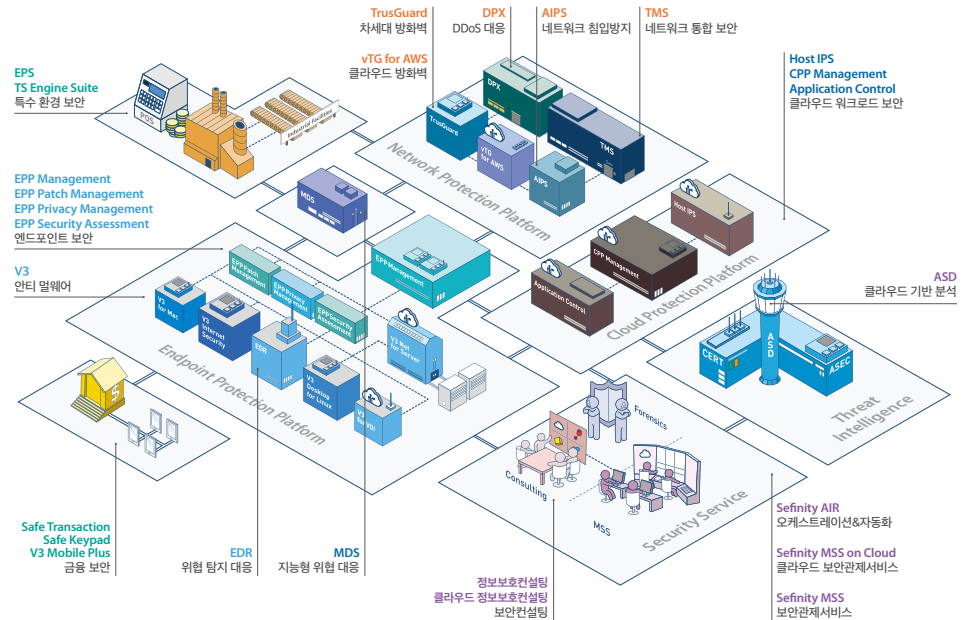 TrusGuard
차세대 방화벽
vTG for AWS
클라우드 방화벽
DPX
DDoS 대응
AIPS
네트워크 침입방지
TMS
네트워크 통합 보안
EPS
TS Engine Suite
특수 환경 보안
POS
Industrial Facilities
Host IPS
CPP Management
Application Control
클라우드 워크로드 보안
DPX
TrusGuard
TMS
vTG
for AWS
AIPS
Network Protection Platform
EPP Management
EPP Patch Management
EPP Privacy Management
EPP Security Assessment
엔드포인트 보안
MDS
Host IPS
CPP Management
Application Control
Cloud Protection Platform
V3
안티 멀웨어
EPP Management
EPP Patch
Management
EPP Privacy
Management
EPP Security
Assessment
V3
for Mac
V3
Internet
Security
EDR
V3
Desktop
for Linux
V3
for VDI
V3 Net
for Server
Endpoint Protection Platform
ASD
클라우드 기반 분석
CERT
ASD
ASEC
Threat
Intelligence
Forensics
Consulting
MSS
Security Service
Safe Transaction
Safe Keypad
V3 Mobile Plus
금융 보안
EDR
위협 탐지 대응
MDS
지능형 위협 대응
정보보호컨설팅
클라우드 정보보호컨설팅
보안컨설팅
Sefinity AIR
오케스트레이션&자동화
Sefinity MSS on Cloud
클라우드 보안관제서비스
Sefinity MSS
보안관제서비스